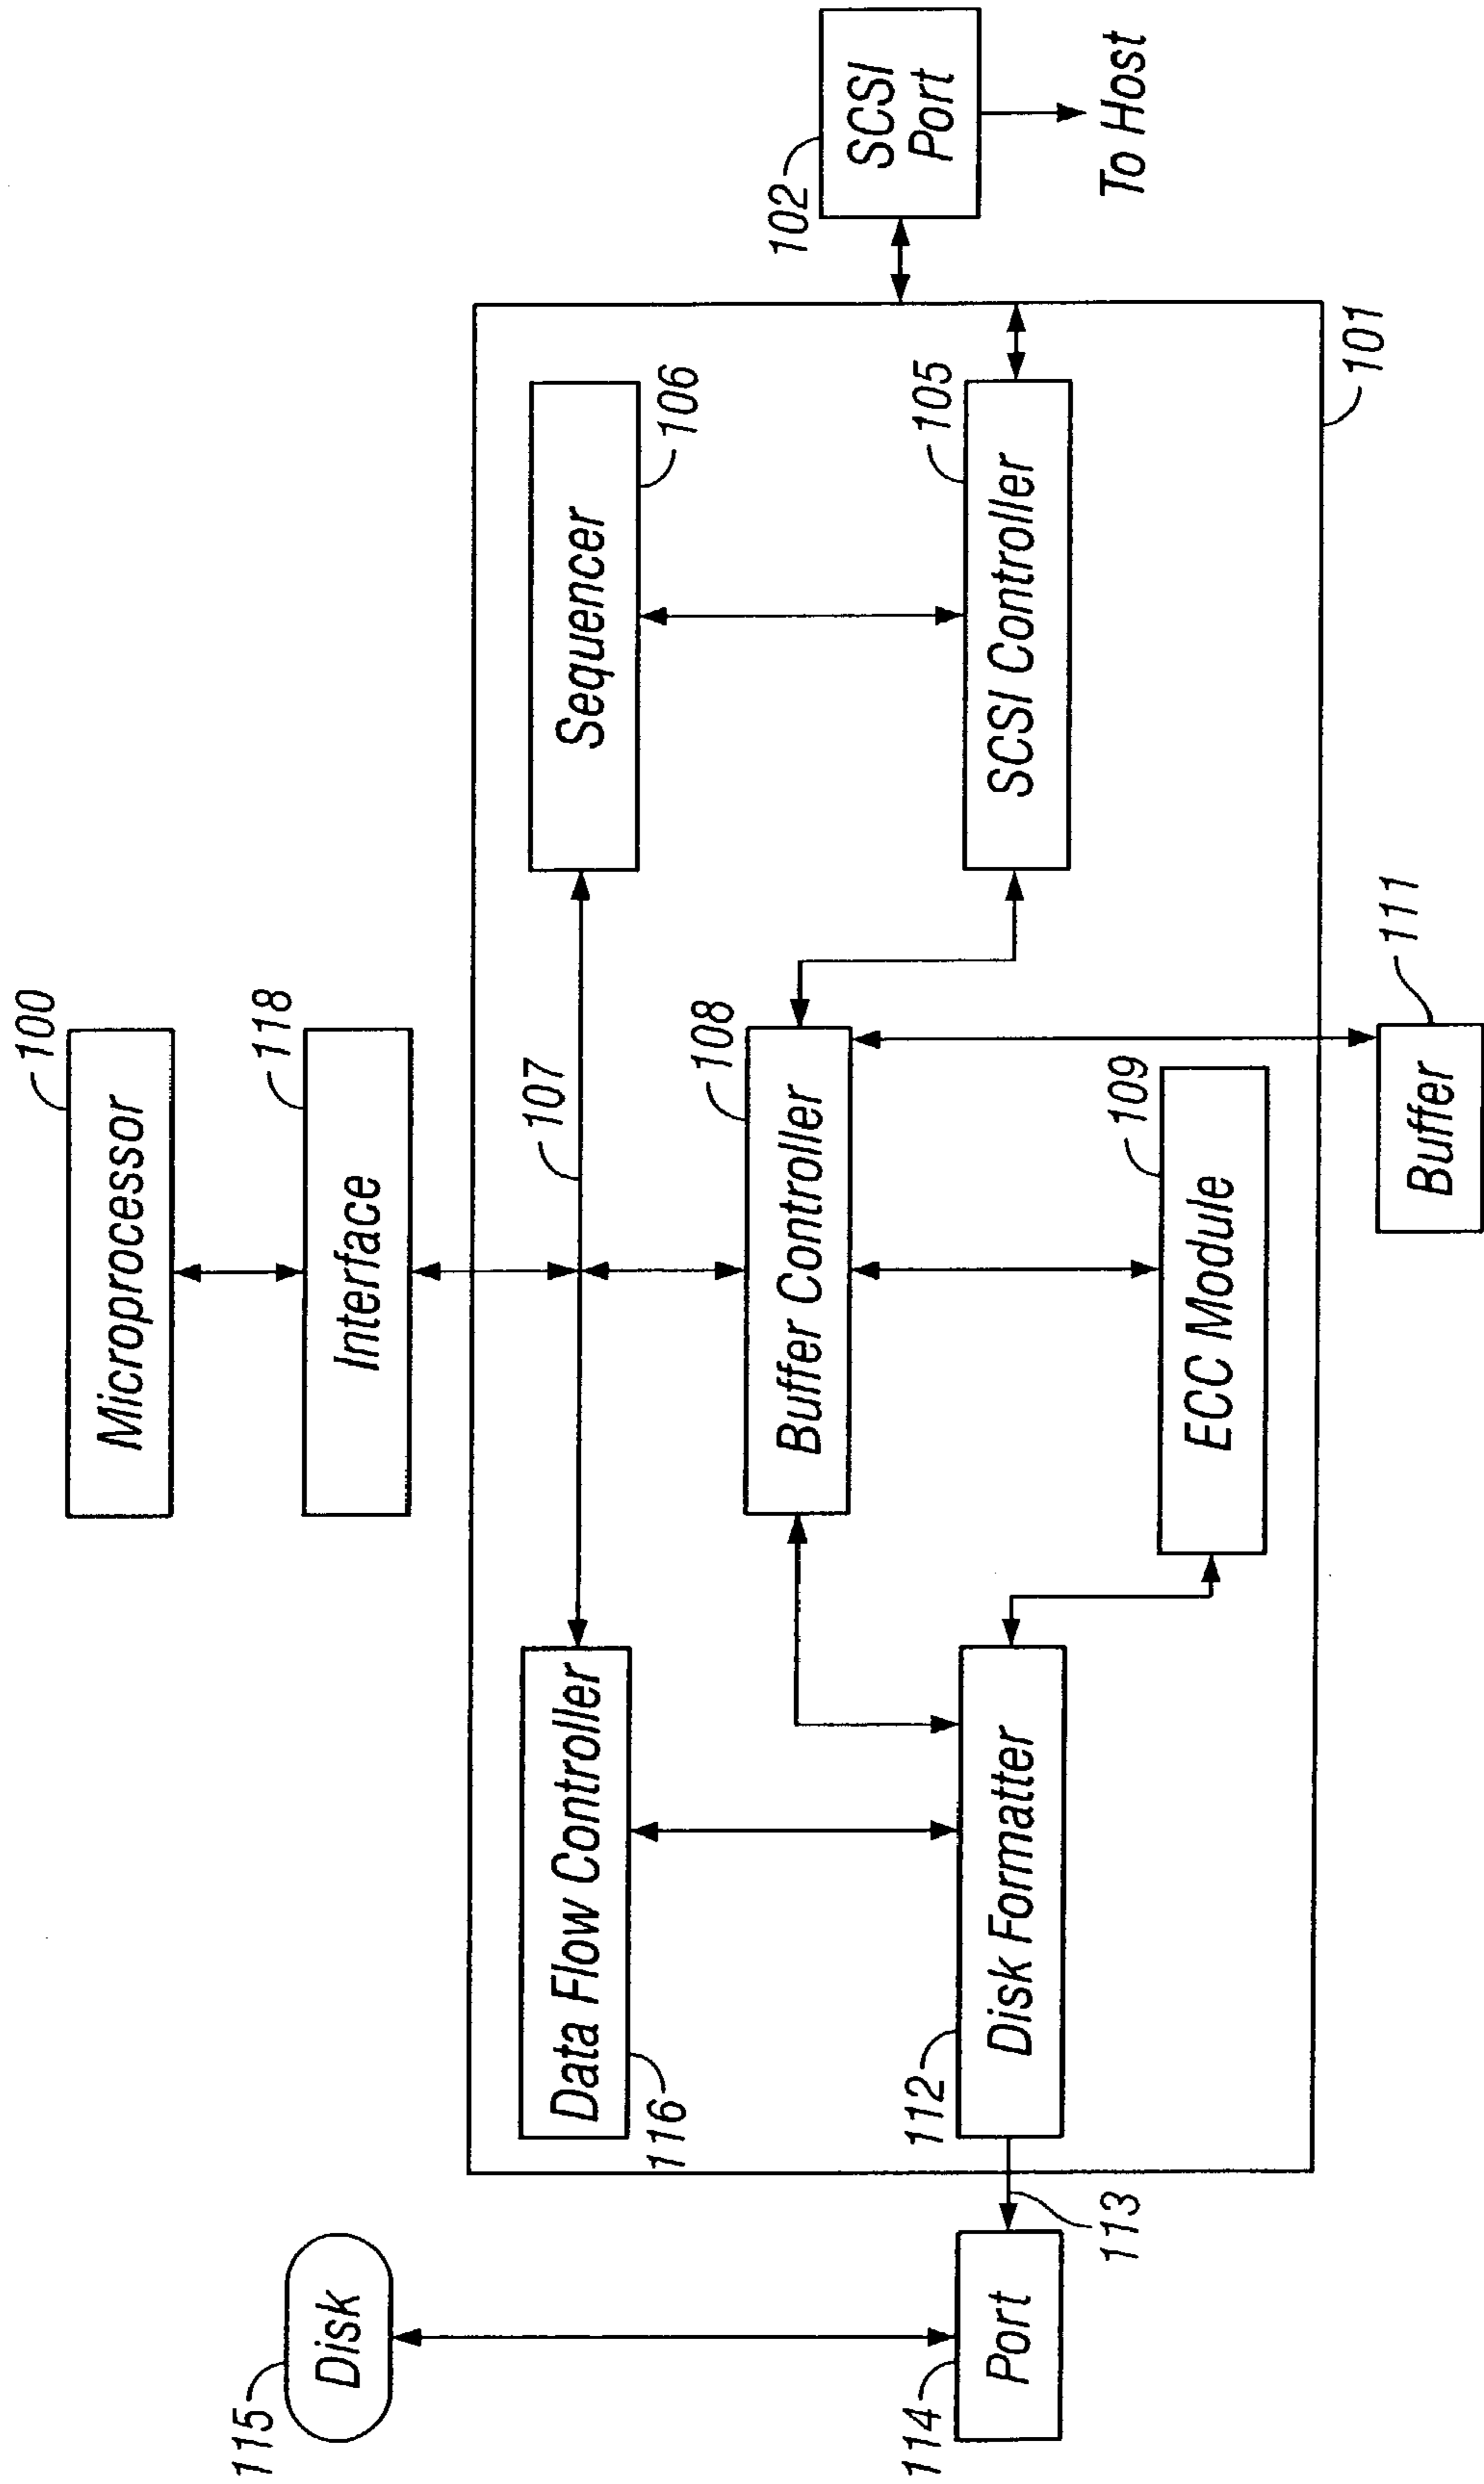 100
Microprocessor
118
Interface
115
Disk
107
Data Flow Controller
116
Sequencer
106
108
Buffer Controller
102
SCSI
Port
To Host
114
Port
113
112
Disk Formatter
105
SCSI Controller
109
ECC Module
101
111
Buffer